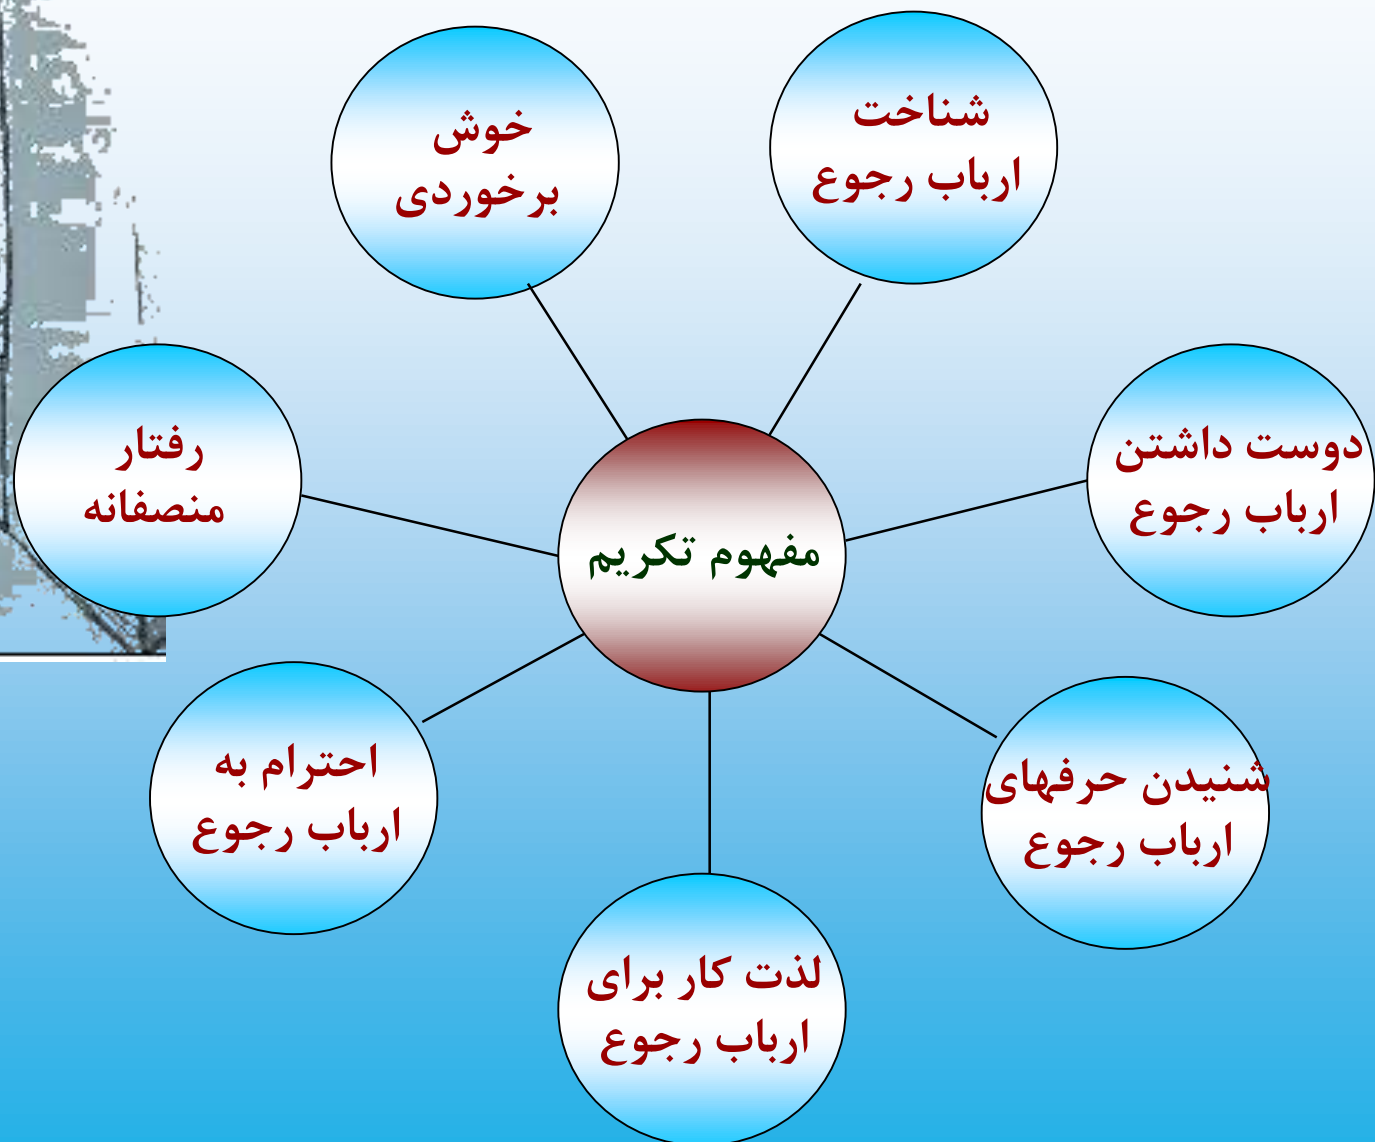 شناخت
ارباب رجوع
خوش
برخوردی
دوست داشتن
ارباب رجوع
رفتار
منصفانه
مفهوم تکریم
شنیدن حرفهای
ارباب رجوع
احترام به
ارباب رجوع
لذت کار برای
ارباب رجوع